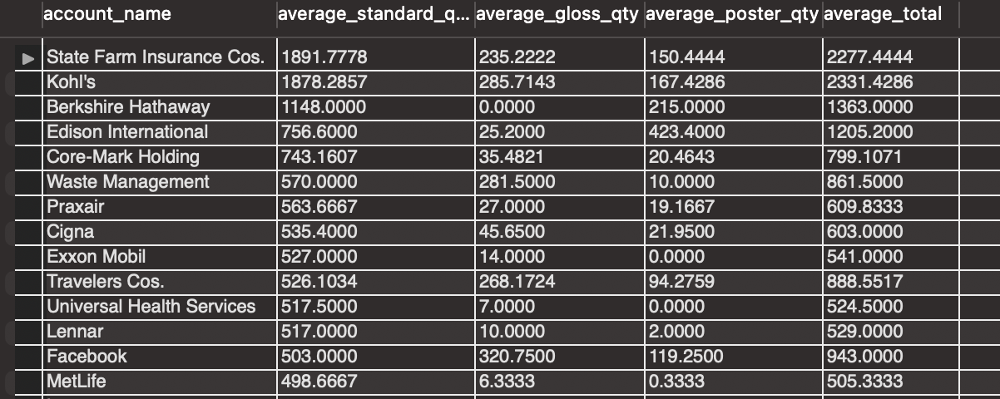 account_name average_standard_q... average_gloss_qty average_poster_qty average_total
State Farm Insurance Cos. 1891.7778 235.2222 150.4444 2277.4444
Kohl's 1878.2857 285.7143 167.4286 2331.4286
Berkshire Hathaway 1148.0000 0.0000 215.0000 1363.0000
Edison International 756.6000 25.2000 423.4000 1205.2000
Core-Mark Holding 743.1607 35.4821 20.4643 799.1071
Waste Management 570.0000 281.5000 10.0000 861.5000
Praxair 563.6667 27.0000 19.1667 609.8333
Cigna 535.4000 45.6500 21.9500 603.0000
Exxon Mobil 527.0000 14.0000 0.0000 541.0000
Travelers Cos. 526.1034 268.1724 94.2759 888.5517
Universal Health Services 517.5000 7.0000 0.0000 524.5000
Lennar 517.0000 10.0000 2.0000 529.0000
Facebook 503.0000 320.7500 119.2500 943.0000
MetLife 498.6667 6.3333 0.3333 505.3333